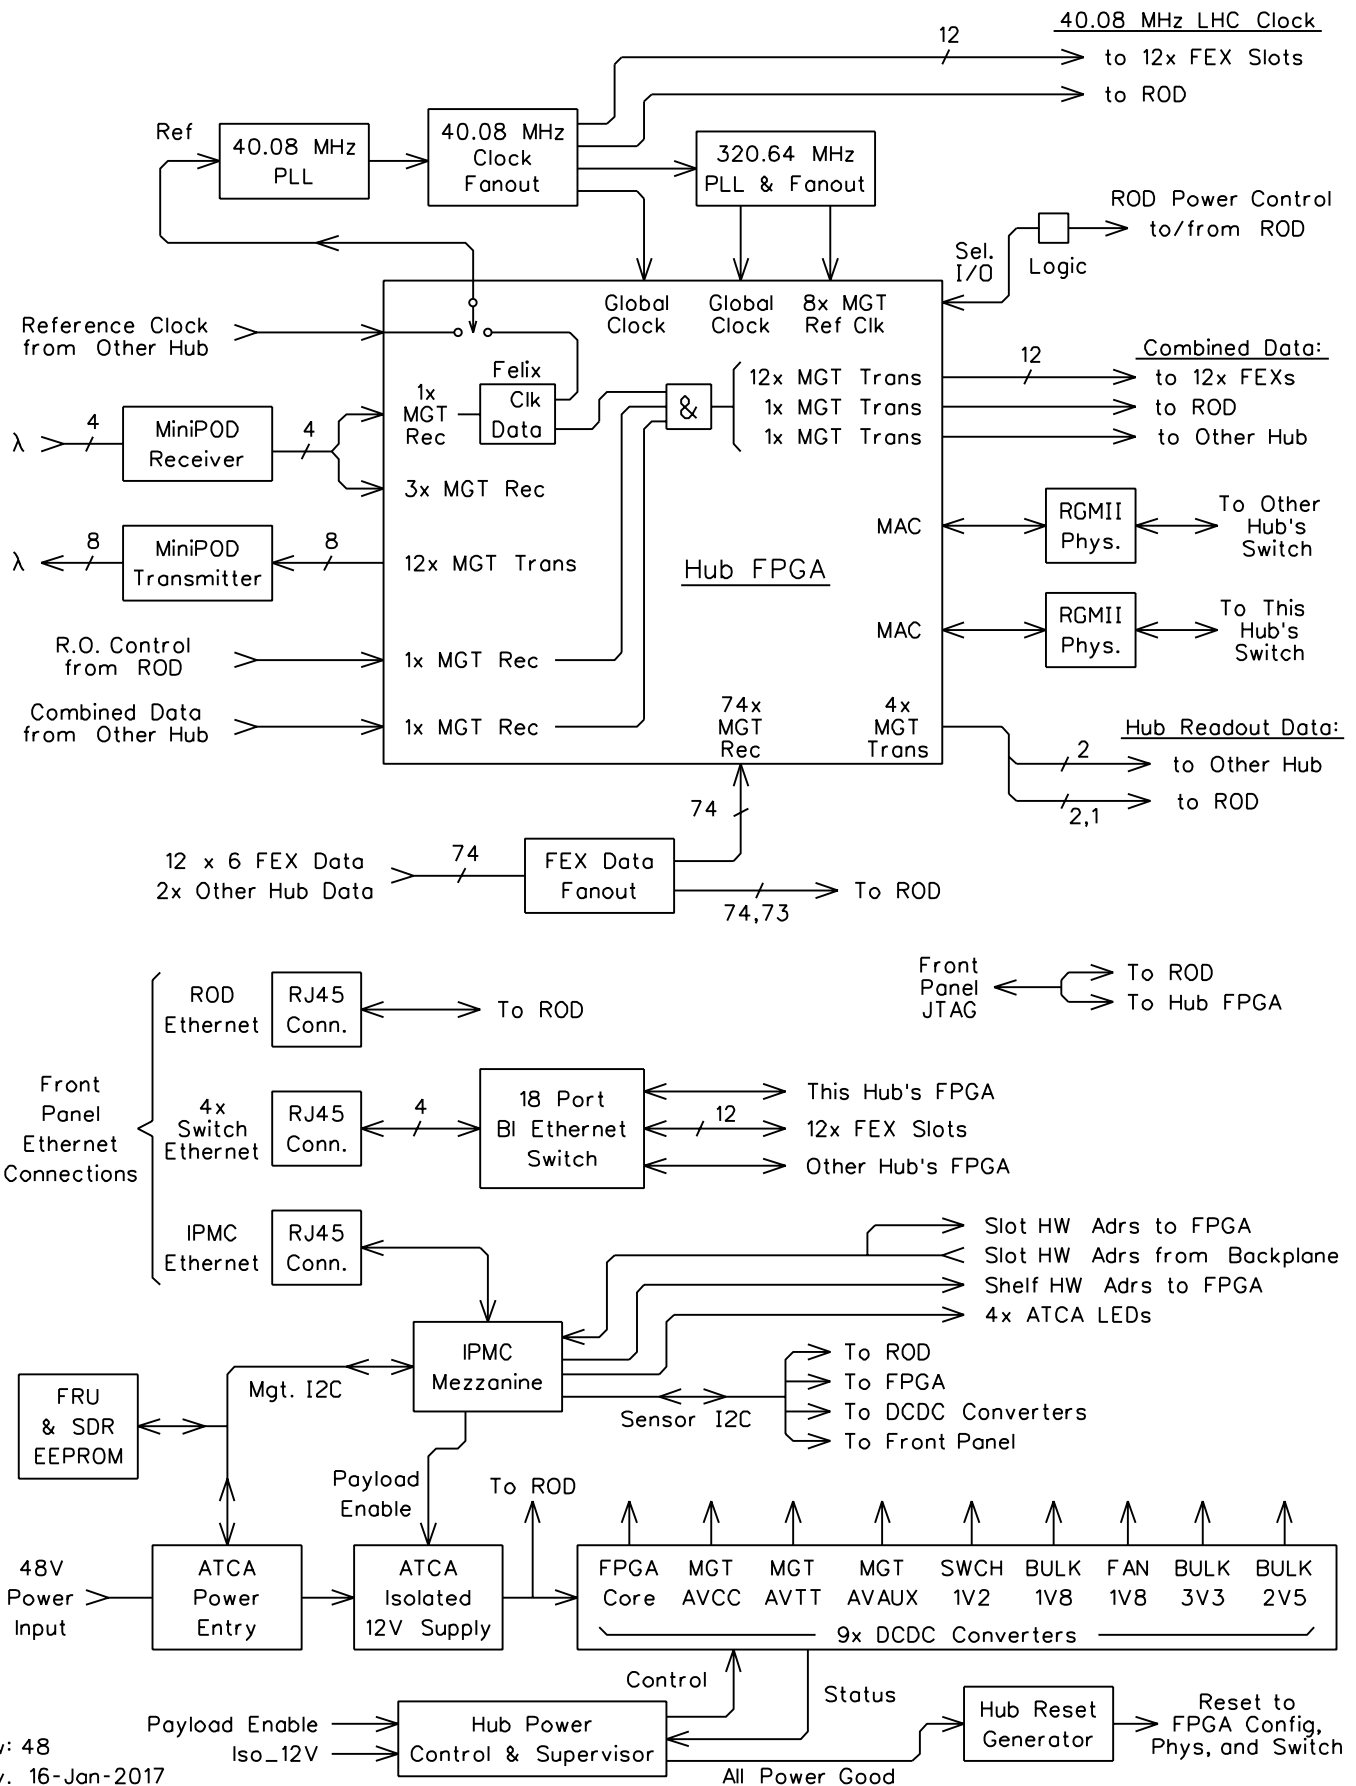 40.08 MHz LHC Clock
12
to 12x FEX Slots
to ROD
Ref
40.08 MHz
PLL
40.08 MHz
Clock
Fanout
320.64 MHz
PLL & Fanout
ROD Power Control
to/from ROD
Sel.
I/O
Logic
Global
Clock
Global
Clock
8x MGT
Ref Clk
Reference Clock
from Other Hub
Felix
Clk
Data
1x
MGT
Rec
&
12x MGT Trans
1x MGT Trans
1x MGT Trans
12
Combined Data:
to 12x FEXs
to ROD
to Other Hub
λ
4
MiniPOD
Receiver
4
3x MGT Rec
λ
8
MiniPOD
Transmitter
8
12x MGT Trans
Hub FPGA
MAC
RGMII
Phys.
To Other
Hub's
Switch
MAC
RGMII
Phys.
To This
Hub's
Switch
R.O. Control
from ROD
1x MGT Rec
Combined Data
from Other Hub
1x MGT Rec
74x
MGT
Rec
4x
MGT
Trans
Hub Readout Data:
2
to Other Hub
to ROD
2,1
74
12 x 6 FEX Data
2x Other Hub Data
74
FEX Data
Fanout
74,73
To ROD
Front
Panel
JTAG
To ROD
To Hub FPGA
Front
Panel
Ethernet
Connections
ROD
Ethernet
RJ45
Conn.
To ROD
4x
Switch
Ethernet
RJ45
Conn.
4
18 Port
BI Ethernet
Switch
This Hub's FPGA
12
12x FEX Slots
Other Hub's FPGA
IPMC
Ethernet
RJ45
Conn.
Slot HW Adrs to FPGA
Slot HW Adrs from Backplane
Shelf HW Adrs to FPGA
4x ATCA LEDs
IPMC
Mezzanine
Mgt. I2C
Sensor I2C
To ROD
To FPGA
To DCDC Converters
To Front Panel
FRU
& SDR
EEPROM
Payload
Enable
To ROD
48V
Power
Input
ATCA
Power
Entry
ATCA
Isolated
12V Supply
FPGA
Core
MGT
AVCC
MGT
AVTT
MGT
AVAUX
SWCH
1V2
BULK
1V8
FAN
1V8
BULK
3V3
BULK
2V5
9x DCDC Converters
Control
Status
Payload Enable
Iso_12V
Hub Power
Control & Supervisor
All Power Good
Hub Reset
Generator
Reset to
FPGA Config,
Phys, and Switch
: 48
. 16-Jan-2017